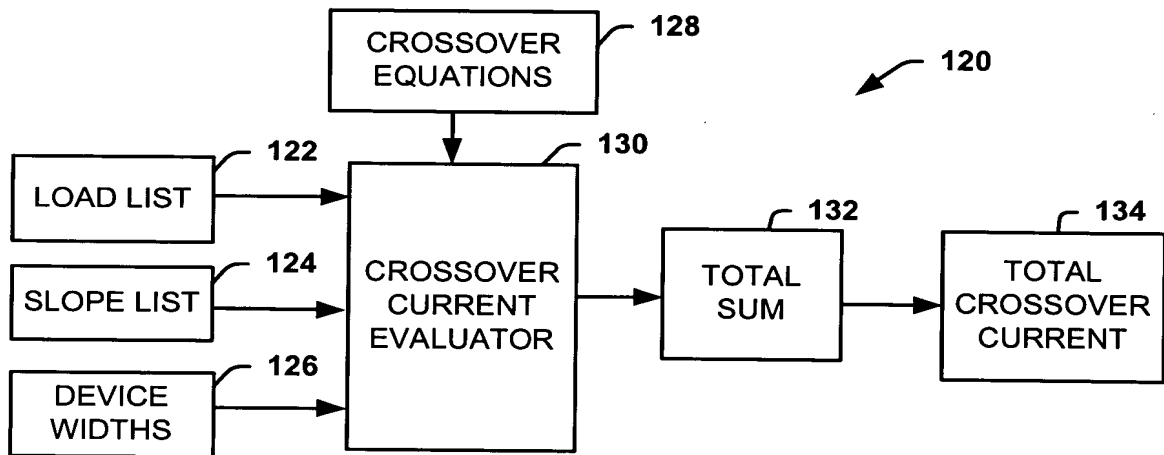 CROSSOVER
EQUATIONS
128
120
122
LOAD LIST
130
124
SLOPE LIST
CROSSOVER
CURRENT
EVALUATOR
132
TOTAL
SUM
134
TOTAL
CROSSOVER
CURRENT
126
DEVICE
WIDTHS